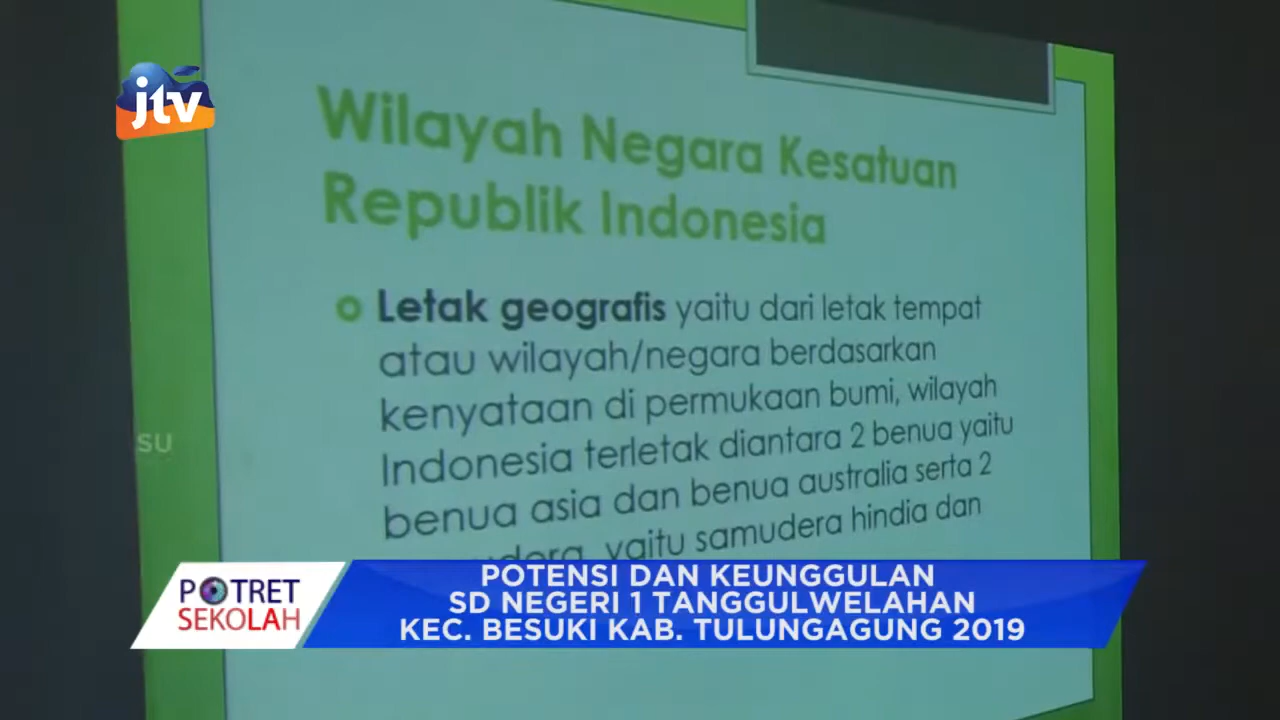 jtv
Wilayah Negara Kesatuan
Republik Indonesia
Letak geografis yaitu dari letak tempat
atau wilayah/negara berdasarkan
kenyataan di permukaan bumi, wilayah
Indonesia terletak diantara 2 benua yaitu
benua asia dan benua australia serta 2
yaitu samudera hindia dan
SU
POTRET
SEKOLAH
POTENSI DAN KEUNGGULAN
SD NEGERI 1 TANGGULWELAHAN
KEC. BESUKI KAB. TULUNGAGUNG 2019